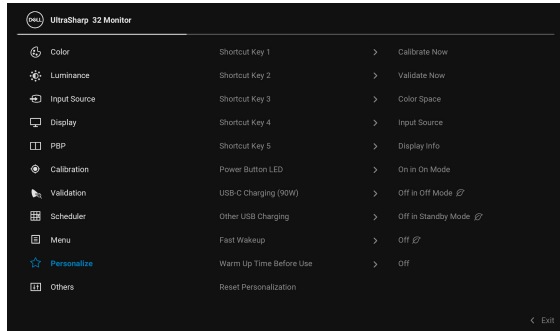 DELL UltraSharp 32 Monitor
Color Shortcut Key 1 > Calibrate Now
Luminance Shortcut Key 2 > Validate Now
Input Source Shortcut Key 3 > Color Space
Display Shortcut Key 4 > Input Source
PBP Shortcut Key 5 > Display Info
Calibration Power Button LED > On in On Mode
Validation USB-C Charging (90W) > Off in Off Mode
Scheduler Other USB Charging > Off in Standby Mode
Menu Fast Wakeup > Off
Personalize Warm Up Time Before Use > Off
Others Reset Personalization
< Exit